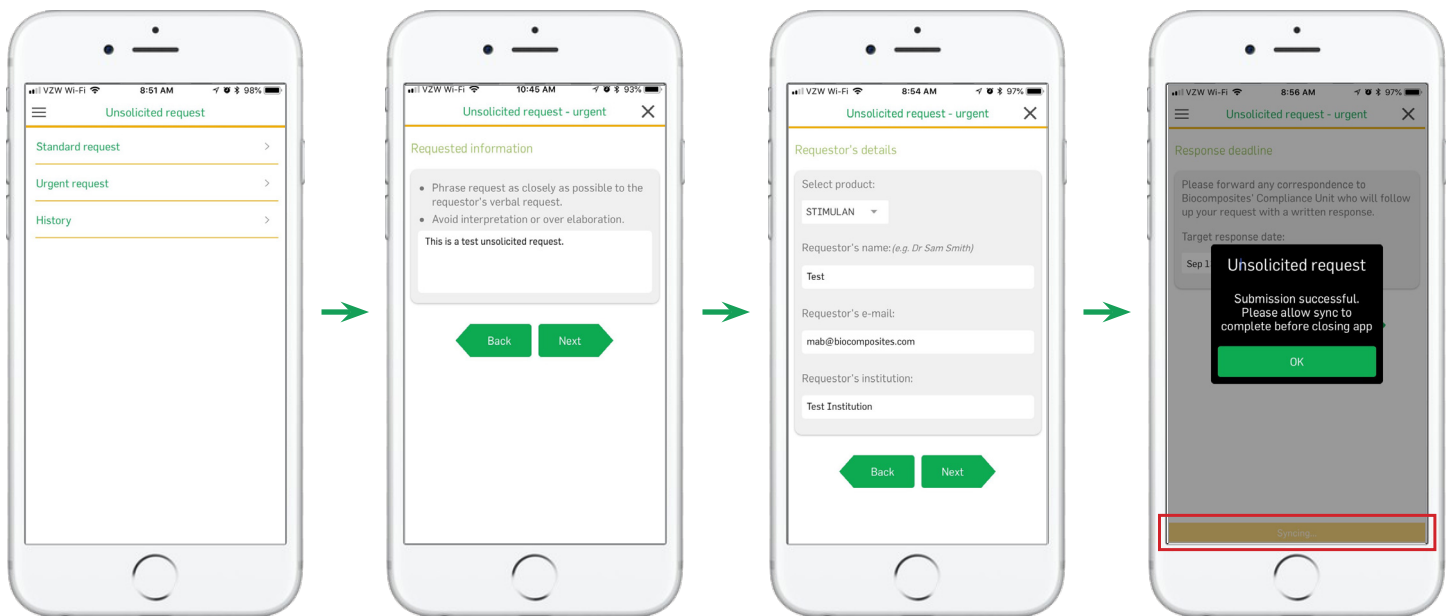 VZW Wi-Fi 8:51 AM 98%
Unsolicited request
Standard request
Urgent request
History
VZW Wi-Fi 10:45 AM 93%
Unsolicited request - urgent
Requested information
• Phrase request as closely as possible to the
requestor's verbal request.
• Avoid interpretation or over elaboration.
This is a test unsolicited request.
Back Next
VZW Wi-Fi 8:54 AM 97%
Unsolicited request - urgent
Requestor's details
Select product:
STIMULAN
Requestor's name: (e.g. Dr Sam Smith)
Test
Requestor's e-mail:
mab@biocomposites.com
Requestor's institution:
Test Institution
Back Next
VZW Wi-Fi 8:56 AM 97%
Unsolicited request - urgent
Response deadline
Please forward any correspondence to
Biocomposites' Compliance Unit who will follow
up your request with a written response.
Target response date:
Sep 1
Unsolicited request
Submission successful.
Please allow sync to
complete before closing app
OK
Syncing...